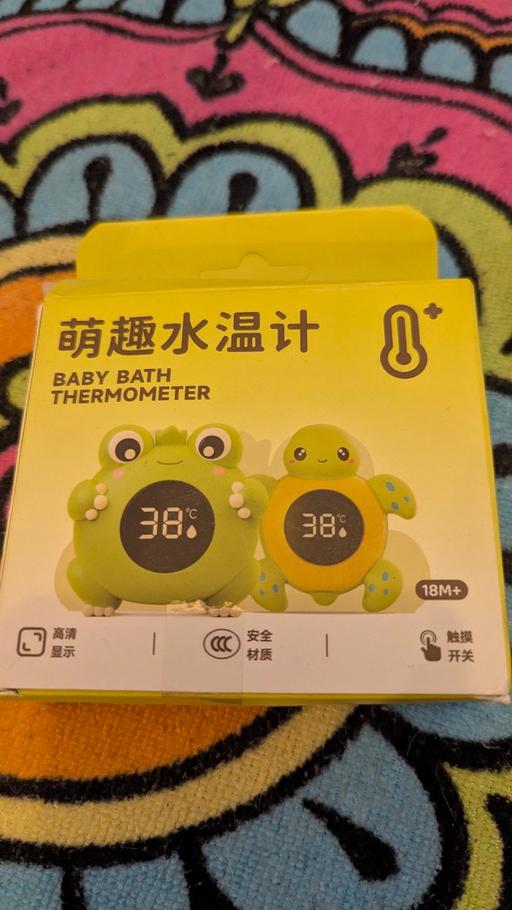 萌趣水温计
BABY BATH
THERMOMETER
38°C
38°C
18M+
高清
显示
CCC
安全
材质
触摸
开关